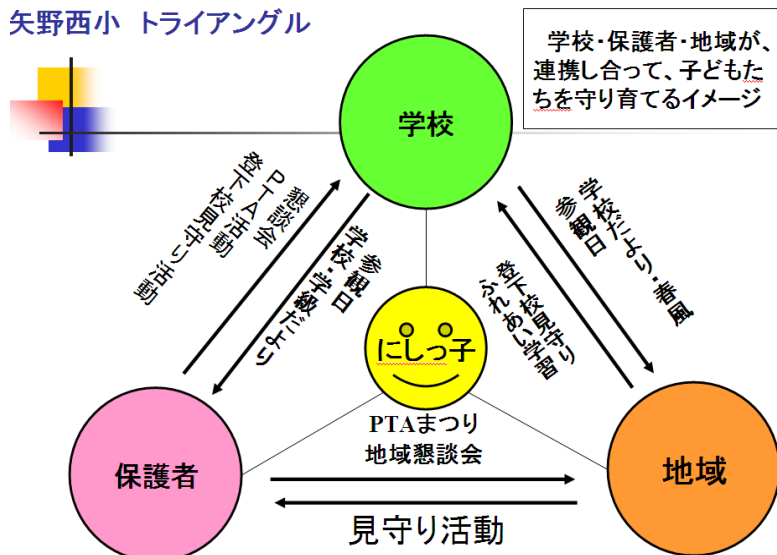 矢野西小 トライアングル
学校・保護者・地域が、
連携し合って、子どもた
ちを守り育てるイメージ
学校
懇談会
PTA活動
登下校見守り活動
参観日
学校・学級だより
学校だより・春風
参観日
登下校見守り
ふれあい学習
にしっ子
PTAまつり
地域懇談会
保護者
地域
見守り活動